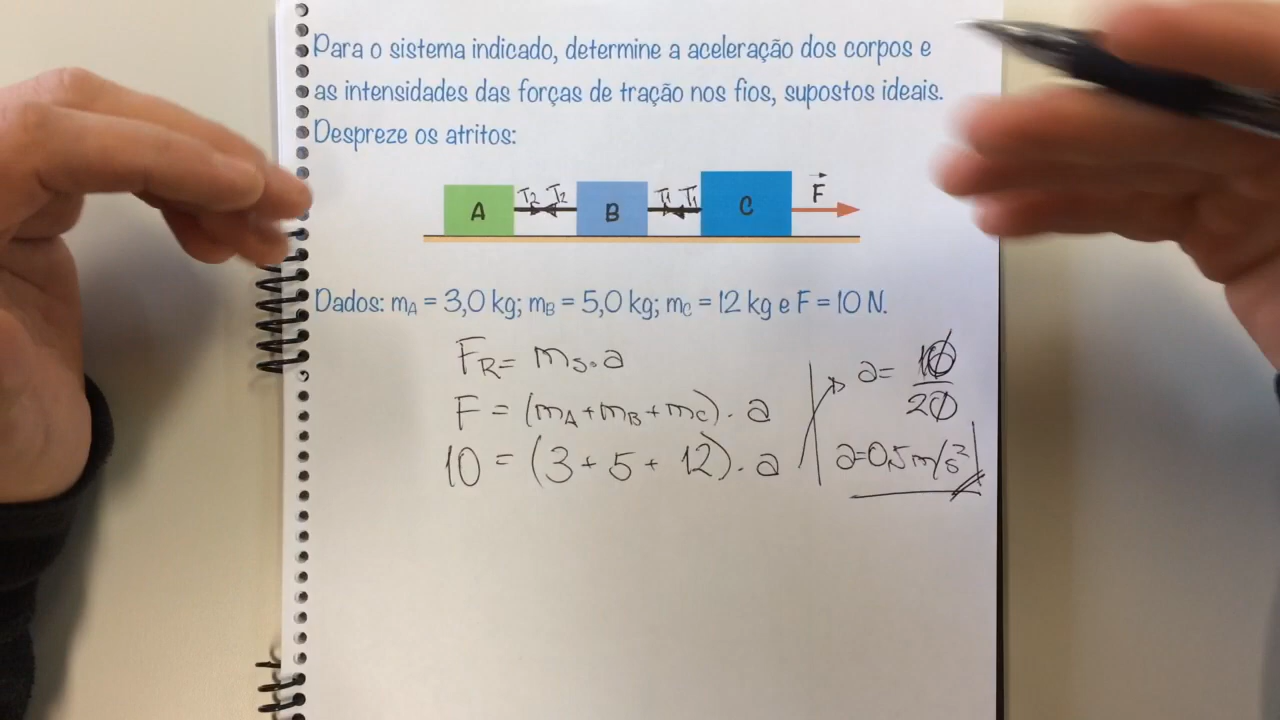 Para o sistema indicado, determine a aceleração dos corpos e
as intensidades das forças de tração nos fios, supostos ideais.
Despreze os atritos:
A T2 T2 B T1 T1 C F
Dados: mA = 3,0 kg; mB = 5,0 kg; mC = 12 kg e F = 10 N.
FR = mS.a
F = (mA + mB + mC) . a
10 = (3 + 5 + 12) . a
a = 10/20
a = 0,5 m/s²